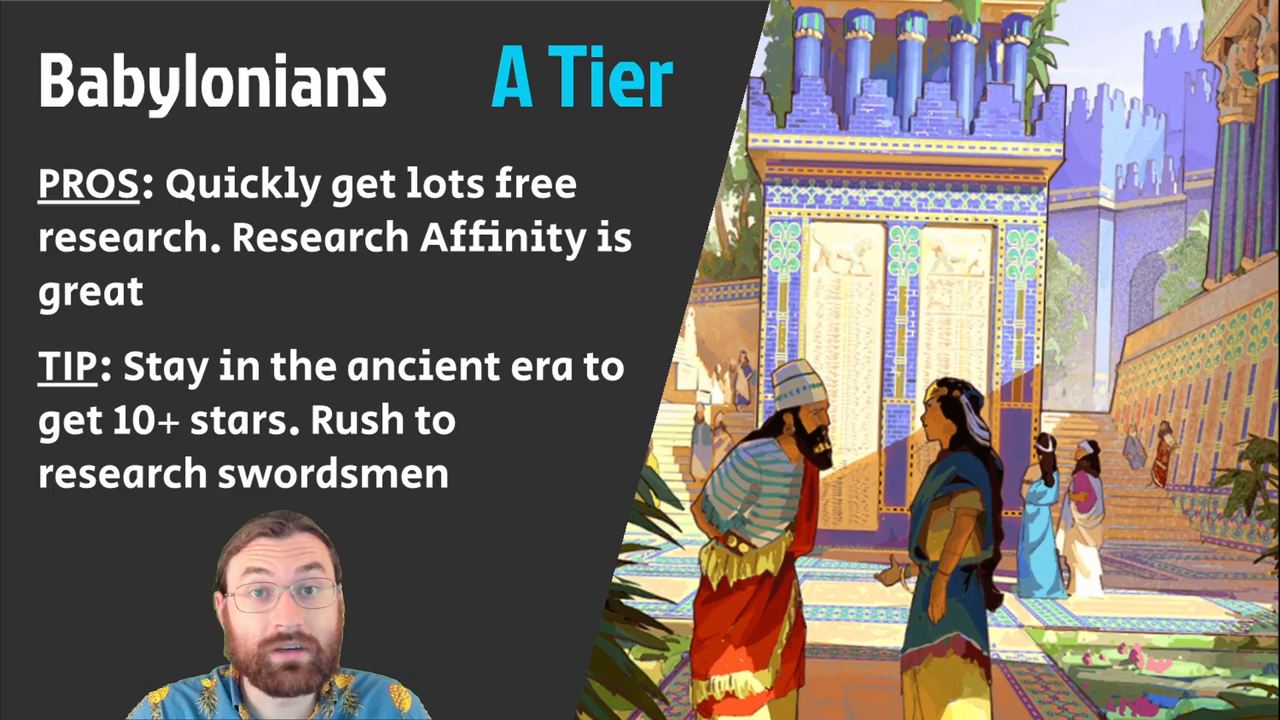 Babylonians A Tier
PROS: Quickly get lots free
research. Research Affinity is
great
TIP: Stay in the ancient era to
get 10+ stars. Rush to
research swordsmen